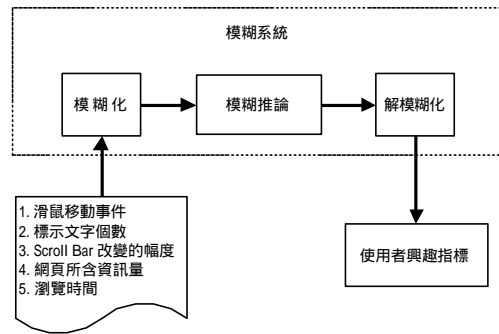 模糊系統
模糊化
模糊推論
解模糊化
1. 滑鼠移動事件
2. 標示文字個數
3. Scroll Bar 改變的幅度
4. 網頁所含資訊量
5. 瀏覽時間
使用者興趣指標